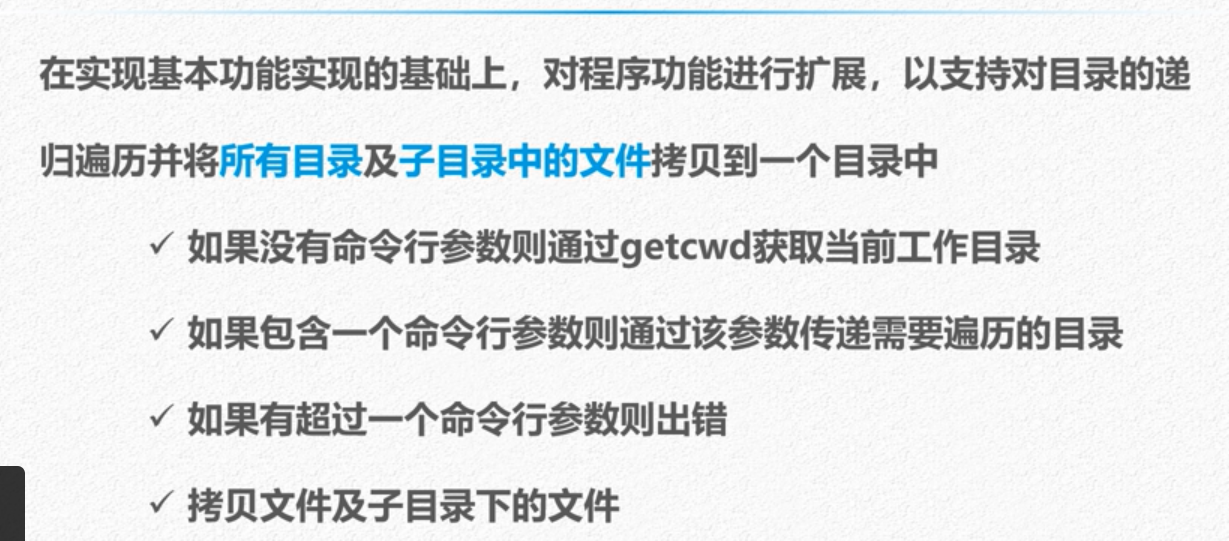 在实现基本功能实现的基础上，对程序功能进行扩展，以支持对目录的递
归遍历并将所有目录及子目录中的文件拷贝到一个目录中
✓ 如果没有命令行参数则通过getcwd获取当前工作目录
✓ 如果包含一个命令行参数则通过该参数传递需要遍历的目录
✓ 如果有超过一个命令行参数则出错
✓ 拷贝文件及子目录下的文件